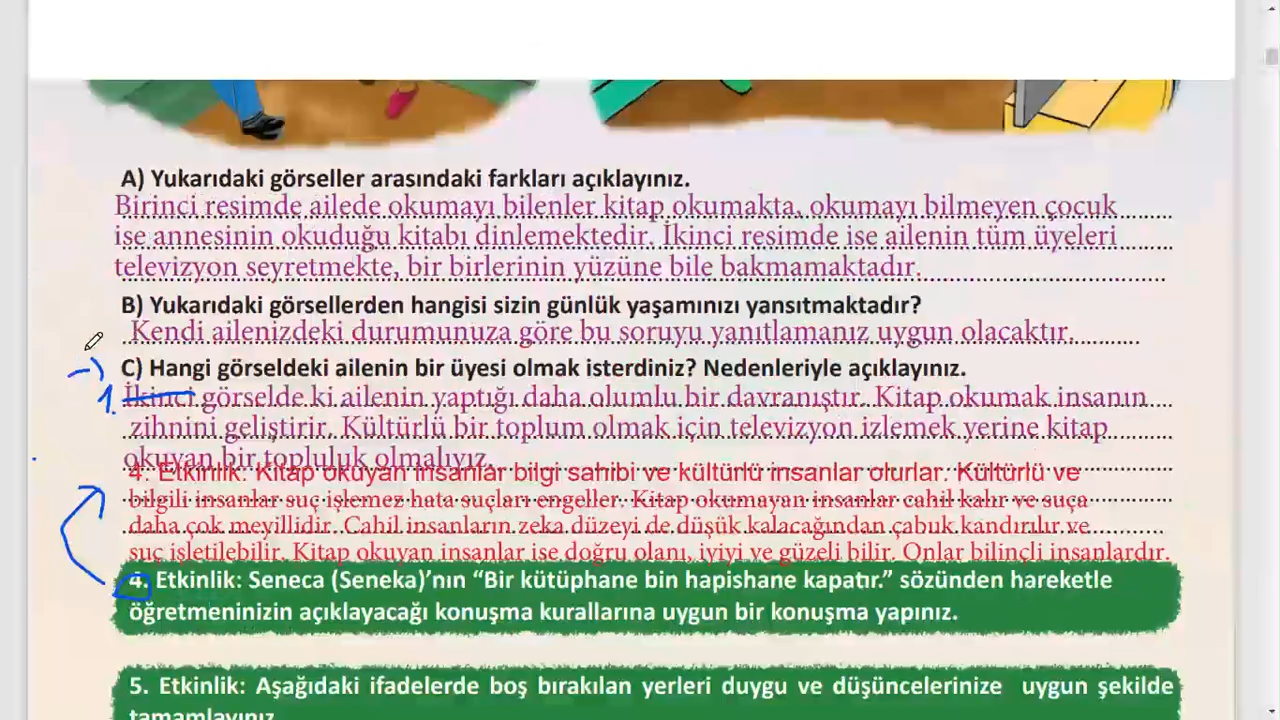 A) Yukarıdaki görseller arasındaki farkları açıklayınız.
Birinci resimde ailede okumayı bilenler kitap okumakta, okumayı bilmeyen çocuk
ise annesinin okuduğu kitabı dinlemektedir. İkinci resimde ise ailenin tüm üyeleri
televizyon seyretmekte, bir birlerinin yüzüne bile bakmamaktadır.
B) Yukarıdaki görsellerden hangisi sizin günlük yaşamınızı yansıtmaktadır?
Kendi ailenizdeki durumunuza göre bu soruyu yanıtlamanız uygun olacaktır.
C) Hangi görseldeki ailenin bir üyesi olmak isterdiniz? Nedenleriyle açıklayınız.
1. İkinci görselde ki ailenin yaptığı daha olumlu bir davranıştır. Kitap okumak insanın
zihnini geliştirir. Kültürlü bir toplum olmak için televizyon izlemek yerine kitap
okuyan bir topluluk olmalıyız.
4. Etkinlik: Kitap okuyan insanlar bilgi sahibi ve kültürlü insanlar olurlar. Kültürlü ve
bilgili insanlar suç işlemez hata suçları engeller. Kitap okumayan insanlar cahil kalır ve suça
daha çok meyillidir. Cahil insanların zeka düzeyi de düşük kalacağından çabuk kandırılır ve
suç işletilebilir. Kitap okuyan insanlar ise doğru olanı, iyiyi ve güzeli bilir. Onlar bilinçli insanlardır.
4. Etkinlik: Seneca (Seneka)’nın “Bir kütüphane bin hapishane kapatır.” sözünden hareketle
öğretmeninizin açıklayacağı konuşma kurallarına uygun bir konuşma yapınız.
5. Etkinlik: Aşağıdaki ifadelerde boş bırakılan yerleri duygu ve düşüncelerinize uygun şekilde
tamamlayınız